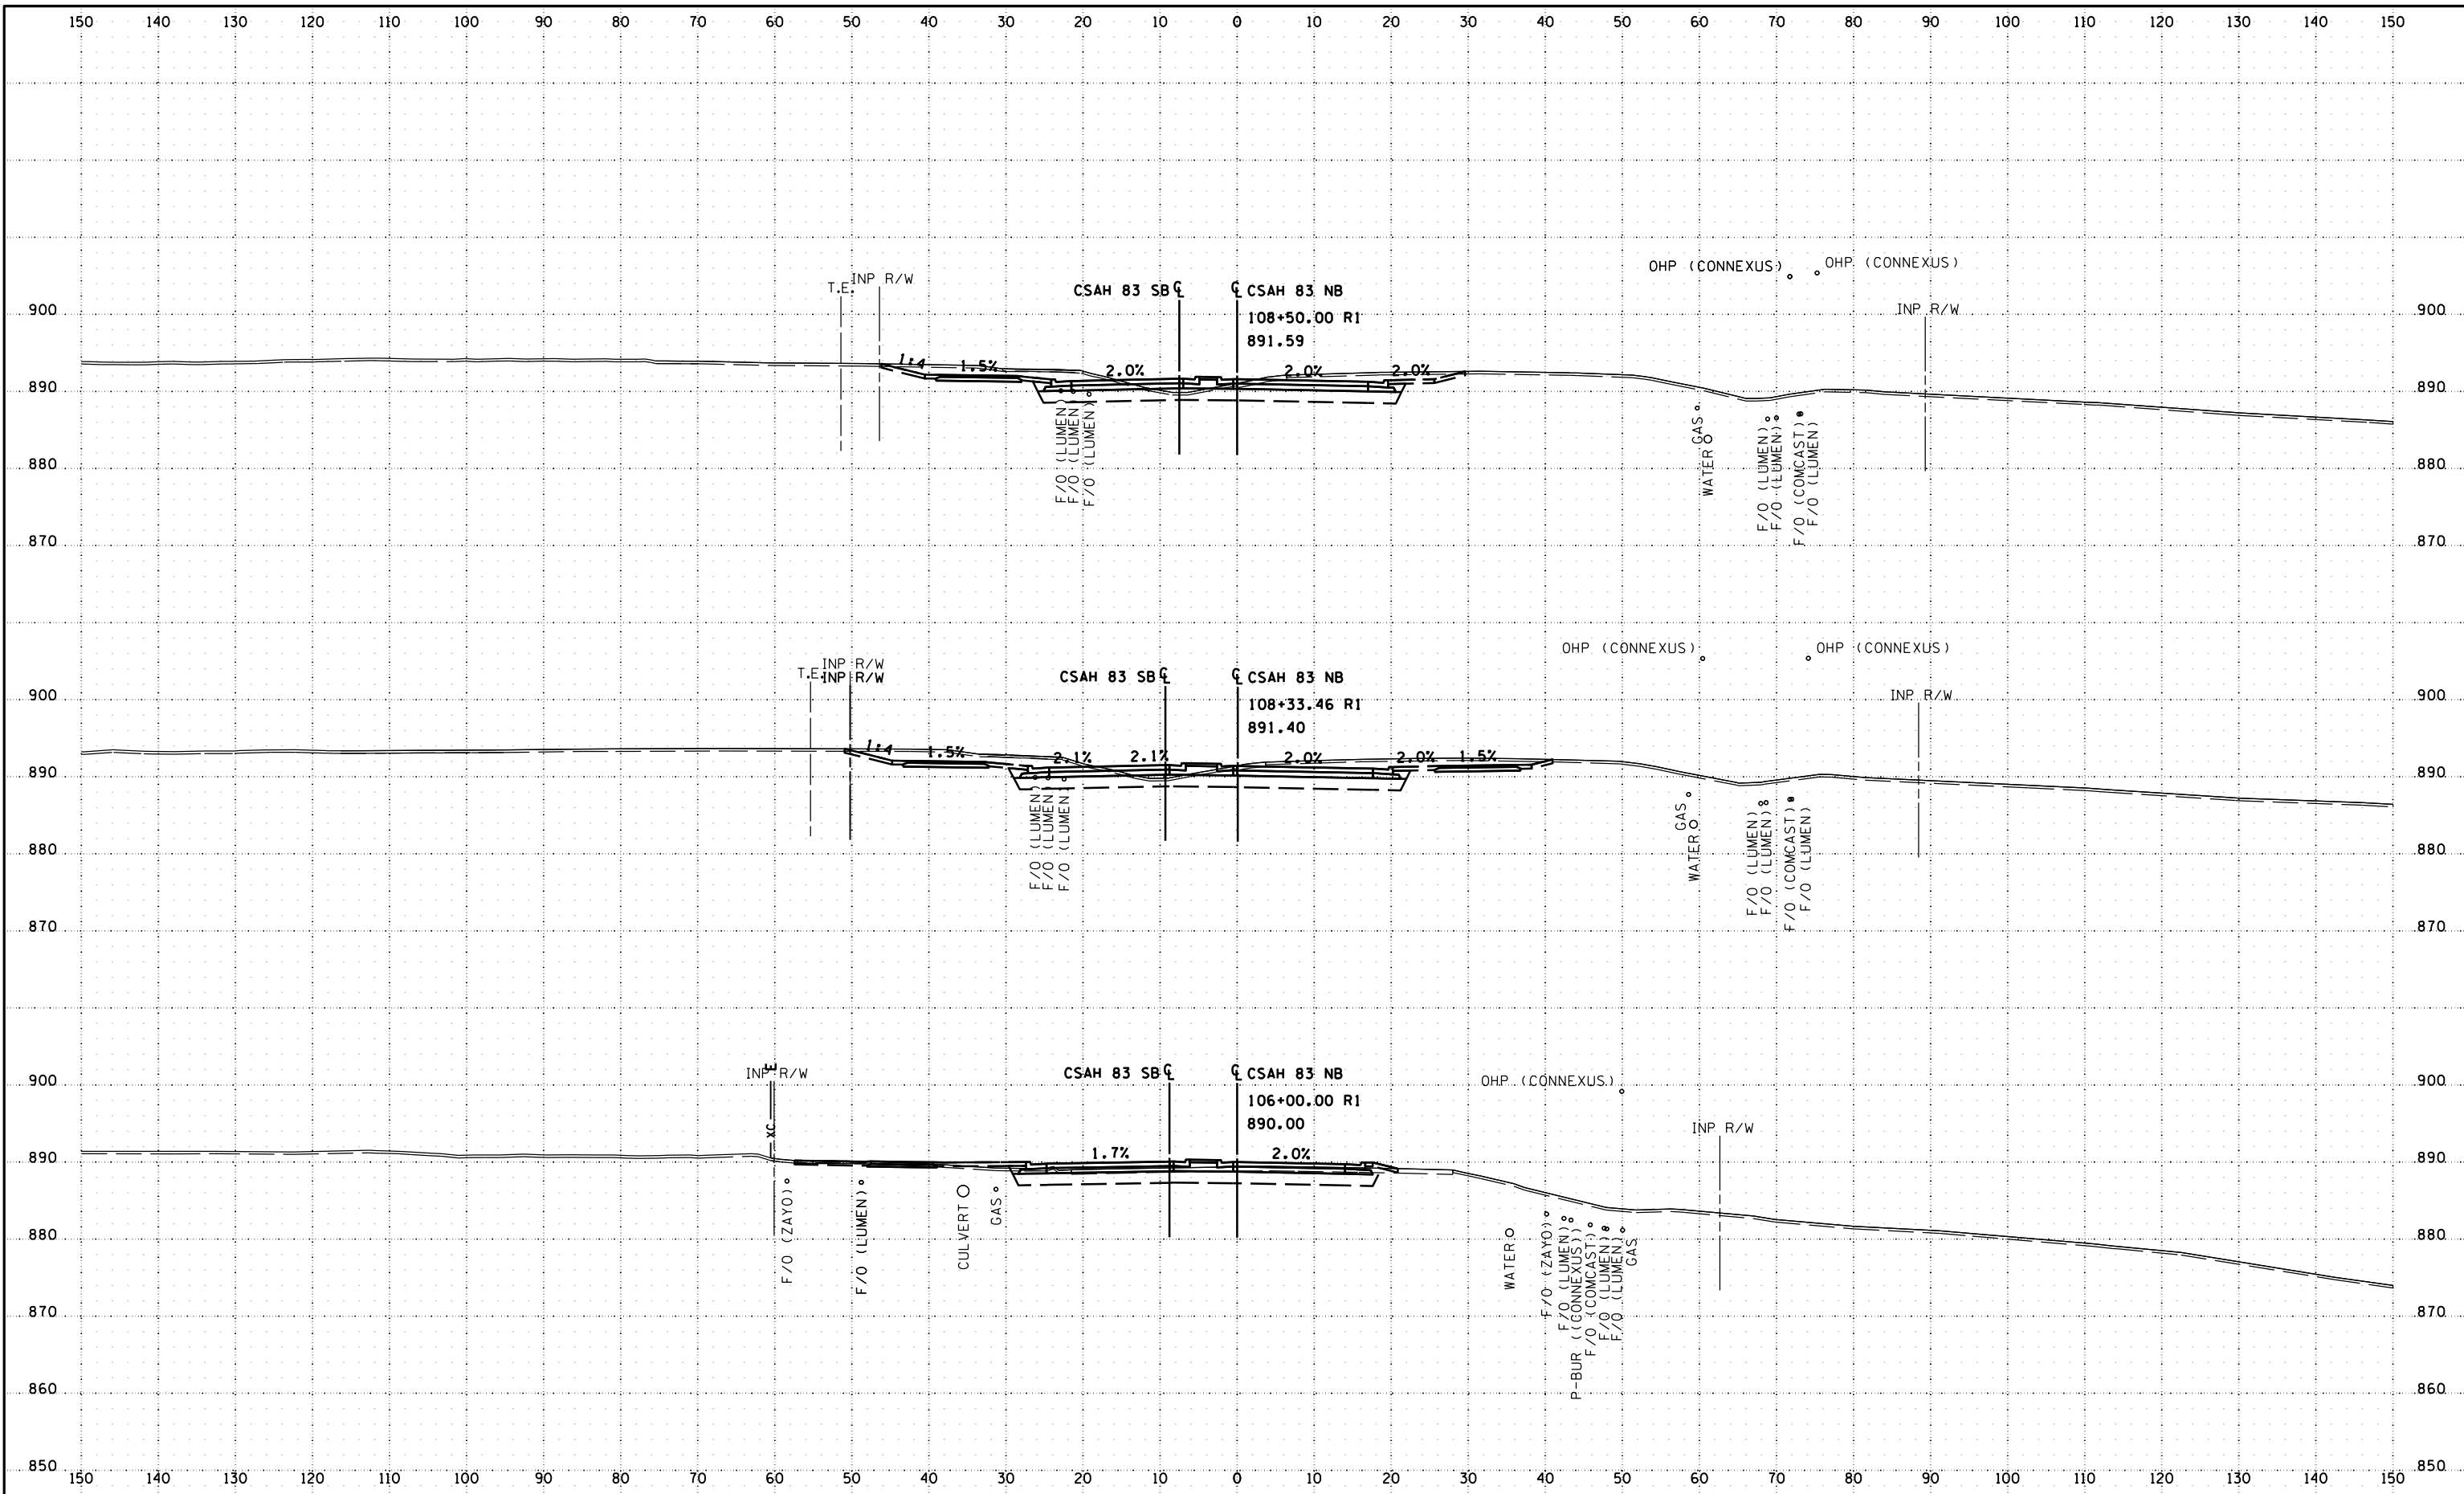 150 140 130 120 110 100 90 80 70 60 50 40 30 20 10 0 10 20 30 40 50 60 70 80 90 100 110 120 130 140 150
OHP (CONNEXUS) OHP (CONNEXUS)
T.E. INP R/W
CSAH 83 SB ℄ ℄ CSAH 83 NB
900 108+50.00 R1 INP R/W 900
891.59
1:4 1.5% 2.0% 2.0% 2.0%
890 890
F/O (LUMEN)
F/O (LUMEN)
F/O (LUMEN)
GAS
WATER
F/O (LUMEN)
F/O (LUMEN)
F/O (COMCAST)
F/O (LUMEN)
880 880
870 870
OHP (CONNEXUS) OHP (CONNEXUS)
INP R/W
T.E. INP R/W
CSAH 83 SB ℄ ℄ CSAH 83 NB
900 108+33.46 R1 INP R/W 900
891.40
1:4 1.5% 2.1% 2.1% 2.0% 2.0% 1.5%
890 890
F/O (LUMEN)
F/O (LUMEN)
F/O (LUMEN)
GAS
WATER
F/O (LUMEN)
F/O (LUMEN)
F/O (COMCAST)
F/O (LUMEN)
880 880
870 870
INP R/W
CSAH 83 SB ℄ ℄ CSAH 83 NB
OHP (CONNEXUS)
900 900
106+00.00 R1
890.00
XC
INP R/W
1.7% 2.0%
890 890
F/O (ZAYO)
F/O (LUMEN)
CULVERT
GAS
WATER
F/O (ZAYO)
F/O (LUMEN)
P-BUR ((CONNEXUS))
F/O (COMCAST)
F/O (LUMEN)
F/O (LUMEN)
GAS
880 880
870 870
860 860
850 850
150 140 130 120 110 100 90 80 70 60 50 40 30 20 10 0 10 20 30 40 50 60 70 80 90 100 110 120 130 140 150